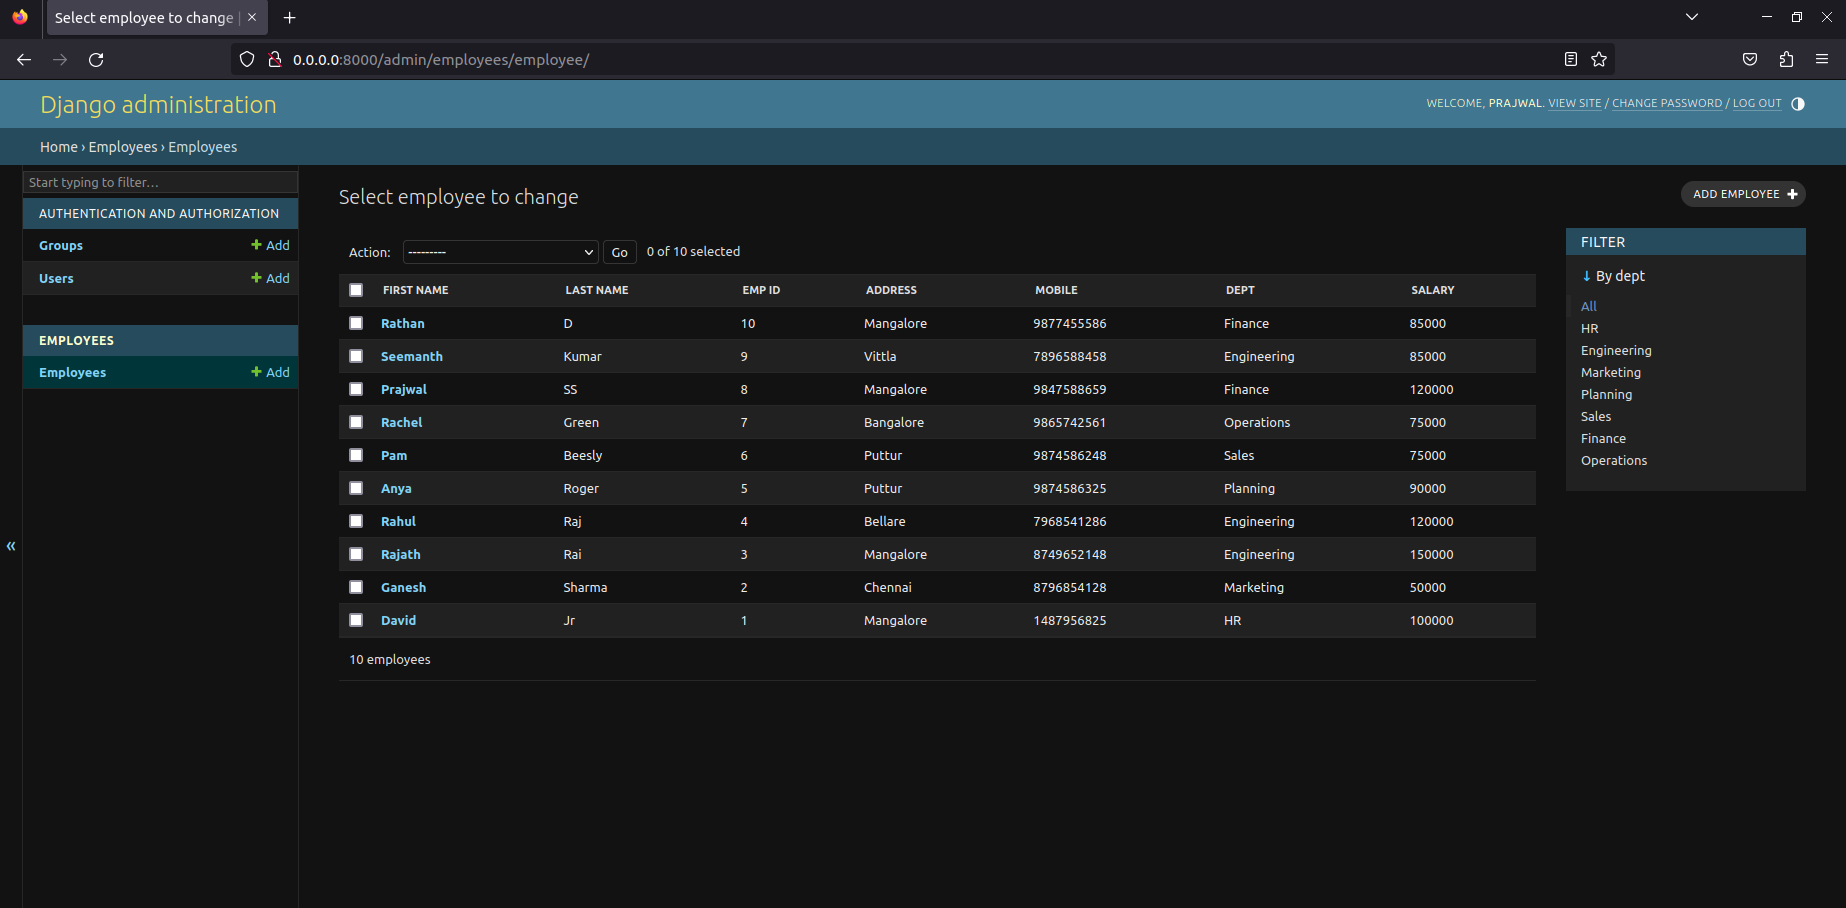 Select employee to change |
0.0.0.0:8000/admin/employees/employee/
Django administration
WELCOME, PRAJWAL. VIEW SITE / CHANGE PASSWORD / LOG OUT
Home › Employees › Employees
Start typing to filter...
AUTHENTICATION AND AUTHORIZATION
Groups + Add
Users + Add
EMPLOYEES
Employees + Add
«
Select employee to change
ADD EMPLOYEE +
Action: --------- Go 0 of 10 selected
FIRST NAME LAST NAME EMP ID ADDRESS MOBILE DEPT SALARY
Rathan D 10 Mangalore 9877455586 Finance 85000
Seemanth Kumar 9 Vittla 7896588458 Engineering 85000
Prajwal SS 8 Mangalore 9847588659 Finance 120000
Rachel Green 7 Bangalore 9865742561 Operations 75000
Pam Beesly 6 Puttur 9874586248 Sales 75000
Anya Roger 5 Puttur 9874586325 Planning 90000
Rahul Raj 4 Bellare 7968541286 Engineering 120000
Rajath Rai 3 Mangalore 8749652148 Engineering 150000
Ganesh Sharma 2 Chennai 8796854128 Marketing 50000
David Jr 1 Mangalore 1487956825 HR 100000
10 employees
FILTER
↓ By dept
All
HR
Engineering
Marketing
Planning
Sales
Finance
Operations